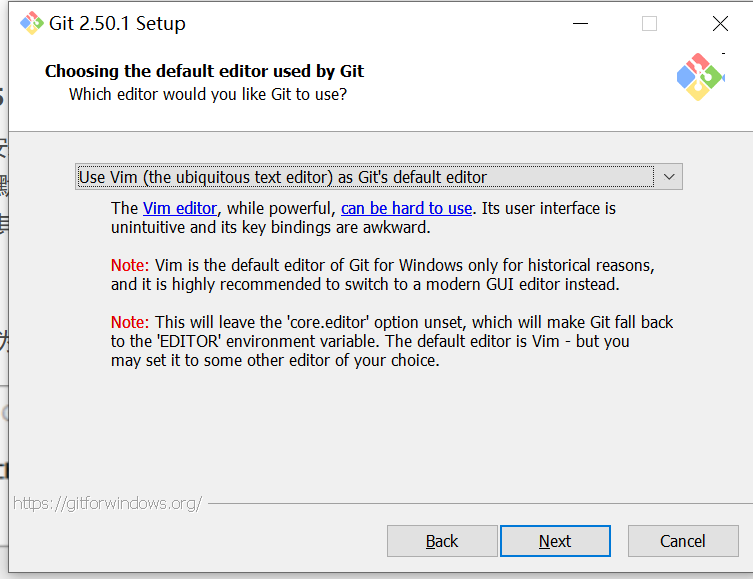 Git 2.50.1 Setup
Choosing the default editor used by Git
Which editor would you like Git to use?
Use Vim (the ubiquitous text editor) as Git's default editor
The Vim editor, while powerful, can be hard to use. Its user interface is
unintuitive and its key bindings are awkward.
Note: Vim is the default editor of Git for Windows only for historical reasons,
and it is highly recommended to switch to a modern GUI editor instead.
Note: This will leave the 'core.editor' option unset, which will make Git fall back
to the 'EDITOR' environment variable. The default editor is Vim - but you
may set it to some other editor of your choice.
https://gitforwindows.org/
Back
Next
Cancel